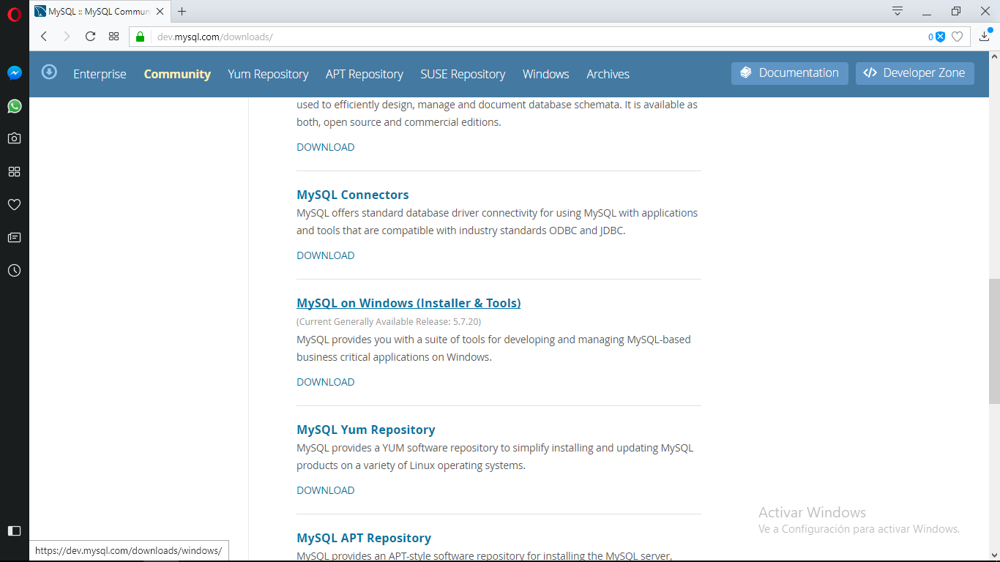 MySQL :: MySQL Commun
dev.mysql.com/downloads/
0
Enterprise Community Yum Repository APT Repository SUSE Repository Windows Archives Documentation Developer Zone
used to efficiently design, manage and document database schemata. It is available as
both, open source and commercial editions.
DOWNLOAD
MySQL Connectors
MySQL offers standard database driver connectivity for using MySQL with applications
and tools that are compatible with industry standards ODBC and JDBC.
DOWNLOAD
MySQL on Windows (Installer & Tools)
(Current Generally Available Release: 5.7.20)
MySQL provides you with a suite of tools for developing and managing MySQL-based
business critical applications on Windows.
DOWNLOAD
MySQL Yum Repository
MySQL provides a YUM software repository to simplify installing and updating MySQL
products on a variety of Linux operating systems.
DOWNLOAD
MySQL APT Repository
MySQL provides an APT-style software repository for installing the MySQL server,
Activar Windows
Ve a Configuración para activar Windows.
https://dev.mysql.com/downloads/windows/